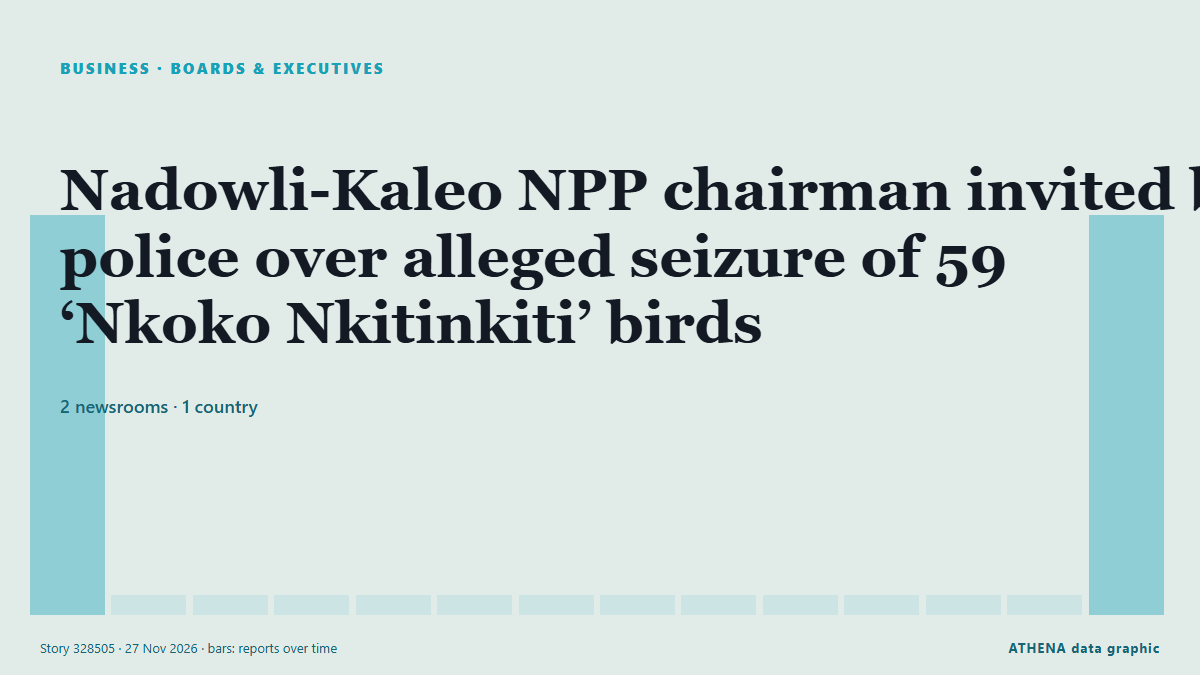 BUSINESS · BOARDS & EXECUTIVES
Nadowli-Kaleo NPP chairman invited
police over alleged seizure of 59
‘Nkoko Nkitinkiti’ birds
2 newsrooms · 1 country
Story 328505 · 27 Nov 2026 · bars: reports over time
ATHENA data graphic